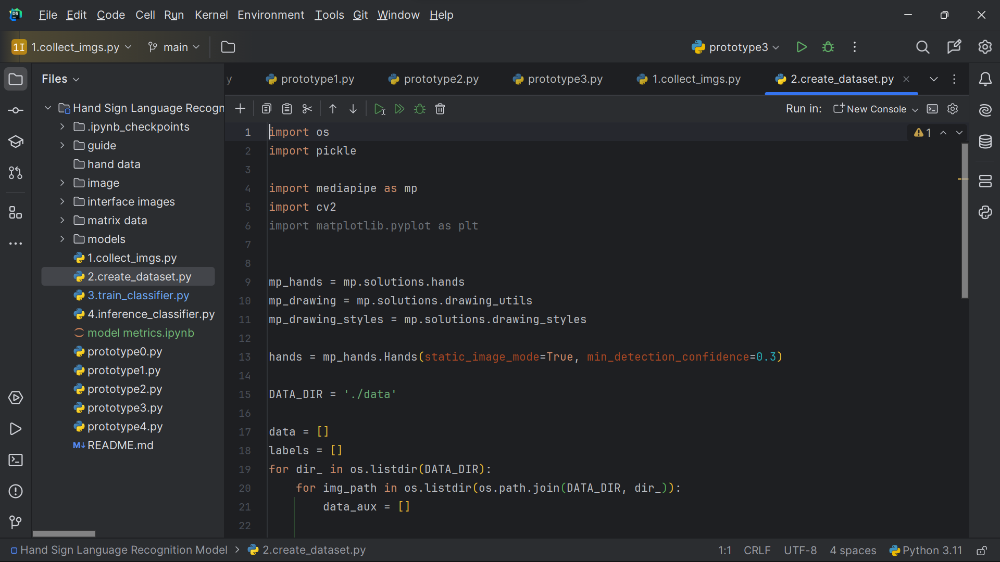 File Edit Code Cell Run Kernel Environment Tools Git Window Help
1I 1.collect_imgs.py main prototype3
Files
y prototype1.py prototype2.py prototype3.py 1.collect_imgs.py 2.create_dataset.py
Run in: New Console
Hand Sign Language Recogn
.ipynb_checkpoints
guide
hand data
image
interface images
matrix data
models
1.collect_imgs.py
2.create_dataset.py
3.train_classifier.py
4.inference_classifier.py
model metrics.ipynb
prototype0.py
prototype1.py
prototype2.py
prototype3.py
prototype4.py
M↓ README.md
1 import os
2 import pickle
3
4 import mediapipe as mp
5 import cv2
6 import matplotlib.pyplot as plt
7
8
9 mp_hands = mp.solutions.hands
10 mp_drawing = mp.solutions.drawing_utils
11 mp_drawing_styles = mp.solutions.drawing_styles
12
13 hands = mp_hands.Hands(static_image_mode=True, min_detection_confidence=0.3)
14
15 DATA_DIR = './data'
16
17 data = []
18 labels = []
19 for dir_ in os.listdir(DATA_DIR):
20     for img_path in os.listdir(os.path.join(DATA_DIR, dir_)):
21         data_aux = []
22
1
Hand Sign Language Recognition Model > 2.create_dataset.py
1:1 CRLF UTF-8 4 spaces Python 3.11